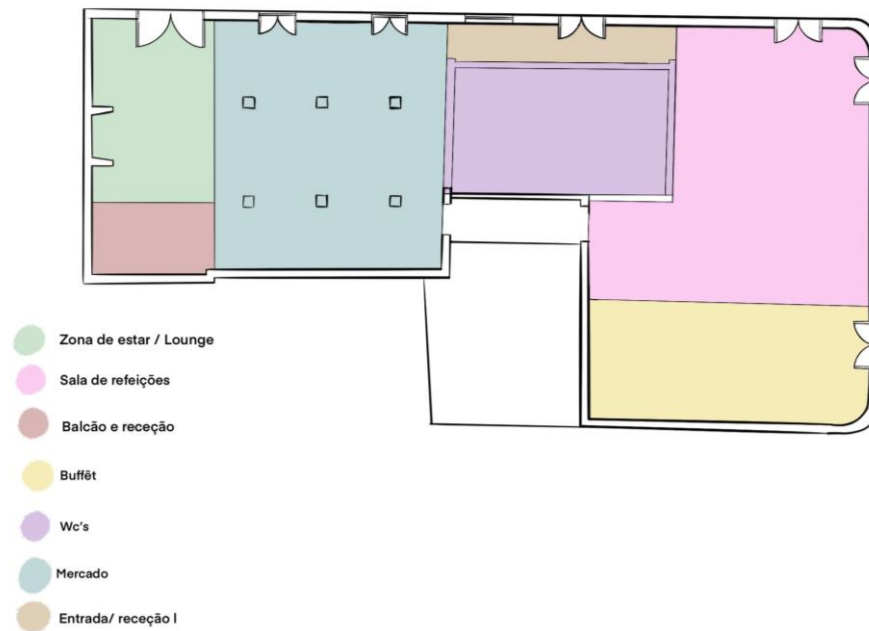 Zona de estar / Lounge
Sala de refeições
Balcão e receção
Buffêt
Wc's
Mercado
Entrada/ receção I